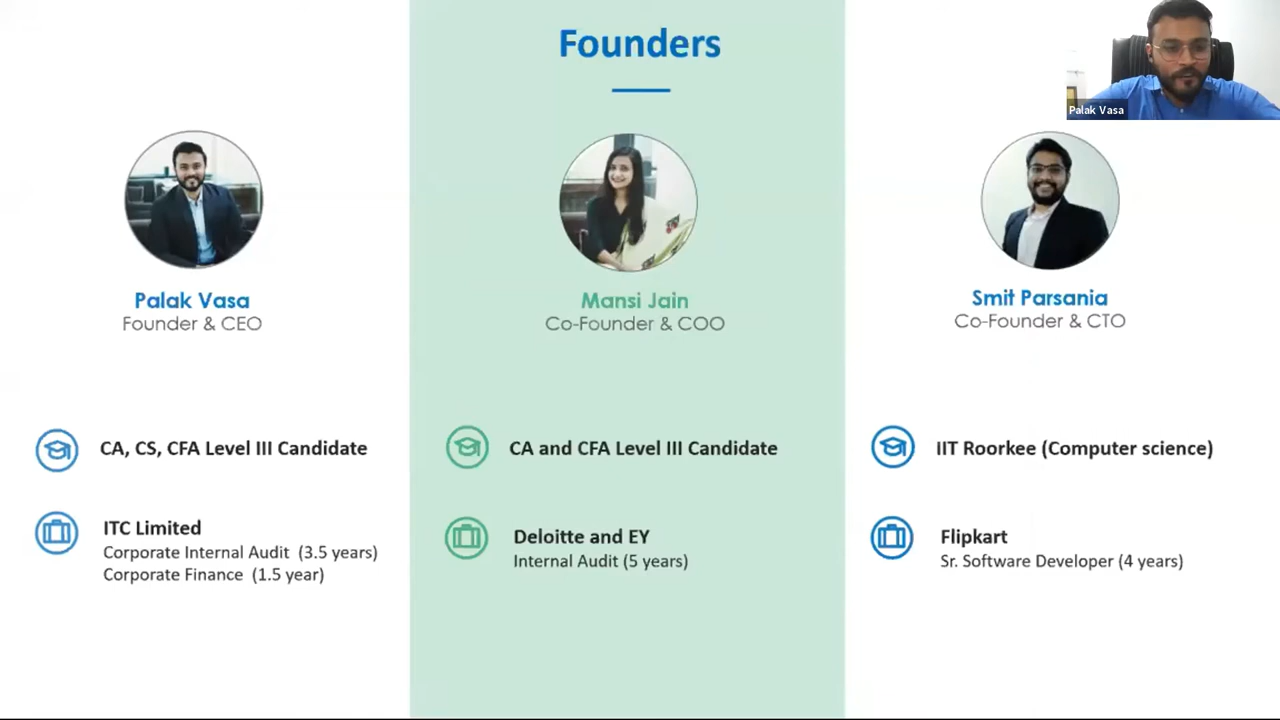 Founders
Palak Vasa
Palak Vasa
Founder & CEO
CA, CS, CFA Level III Candidate
ITC Limited
Corporate Internal Audit (3.5 years)
Corporate Finance (1.5 year)
Mansi Jain
Co-Founder & COO
CA and CFA Level III Candidate
Deloitte and EY
Internal Audit (5 years)
Smit Parsania
Co-Founder & CTO
IIT Roorkee (Computer science)
Flipkart
Sr. Software Developer (4 years)